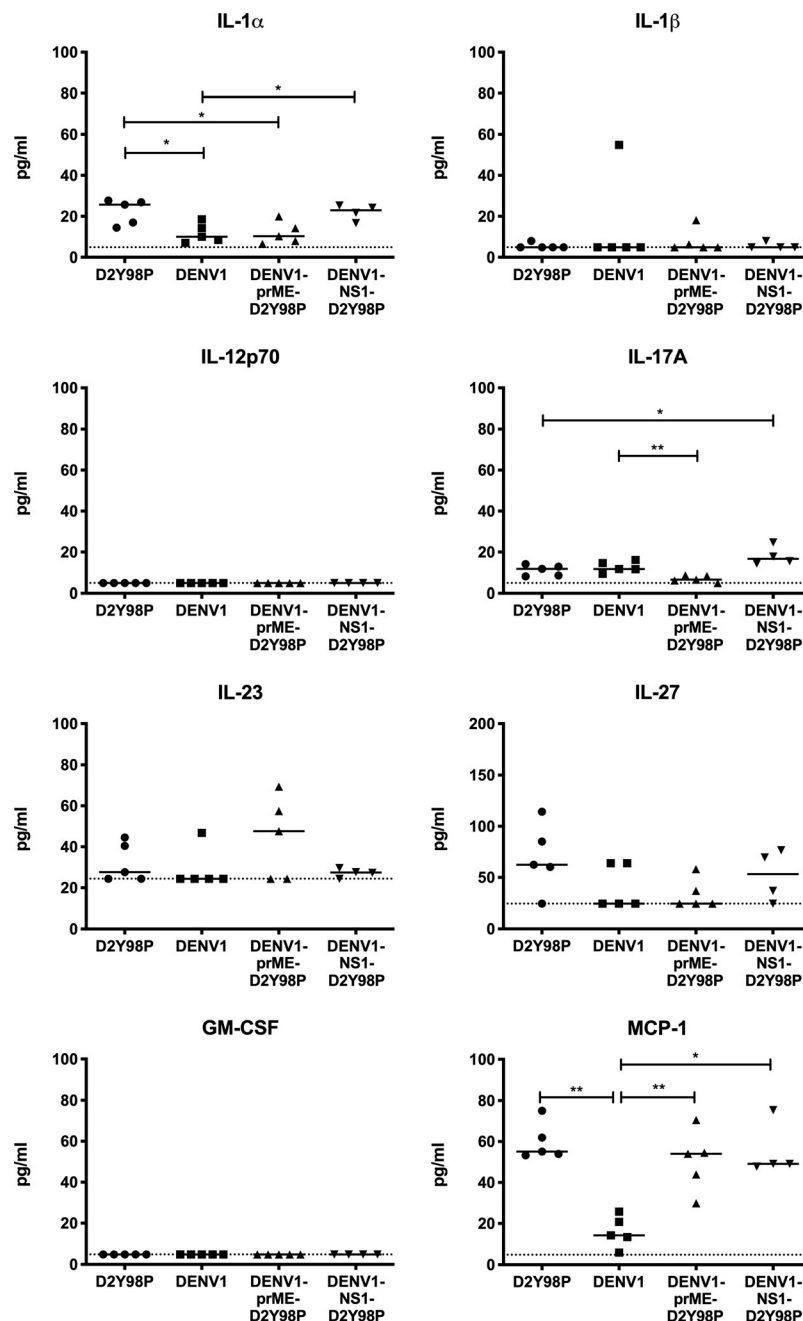 IL-1α
100
80
60
40
20
0
pg/ml
*
*
*
D2Y98P
DENV1
DENV1-
prME-
D2Y98P
DENV1-
NS1-
D2Y98P
IL-1β
100
80
60
40
20
0
pg/ml
D2Y98P
DENV1
DENV1-
prME-
D2Y98P
DENV1-
NS1-
D2Y98P
IL-12p70
100
80
60
40
20
0
pg/ml
D2Y98P
DENV1
DENV1-
prME-
D2Y98P
DENV1-
NS1-
D2Y98P
IL-17A
100
80
60
40
20
0
pg/ml
*
**
D2Y98P
DENV1
DENV1-
prME-
D2Y98P
DENV1-
NS1-
D2Y98P
IL-23
100
80
60
40
20
0
pg/ml
D2Y98P
DENV1
DENV1-
prME-
D2Y98P
DENV1-
NS1-
D2Y98P
IL-27
200
150
100
50
0
pg/ml
D2Y98P
DENV1
DENV1-
prME-
D2Y98P
DENV1-
NS1-
D2Y98P
GM-CSF
100
80
60
40
20
0
pg/ml
D2Y98P
DENV1
DENV1-
prME-
D2Y98P
DENV1-
NS1-
D2Y98P
MCP-1
100
80
60
40
20
0
pg/ml
*
**
**
D2Y98P
DENV1
DENV1-
prME-
D2Y98P
DENV1-
NS1-
D2Y98P